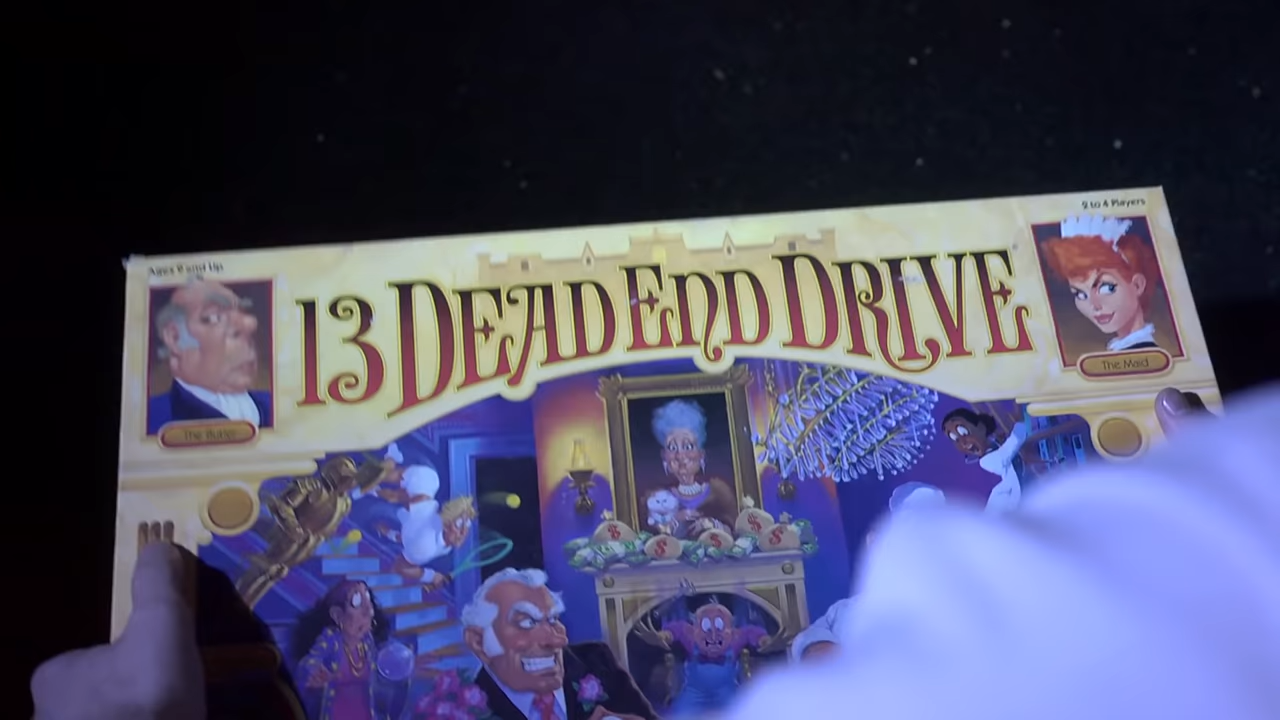 Ages 9 and Up
2 to 4 Players
13 DEAD END DRIVE
The Butler
The Maid
$ $ $ $ $